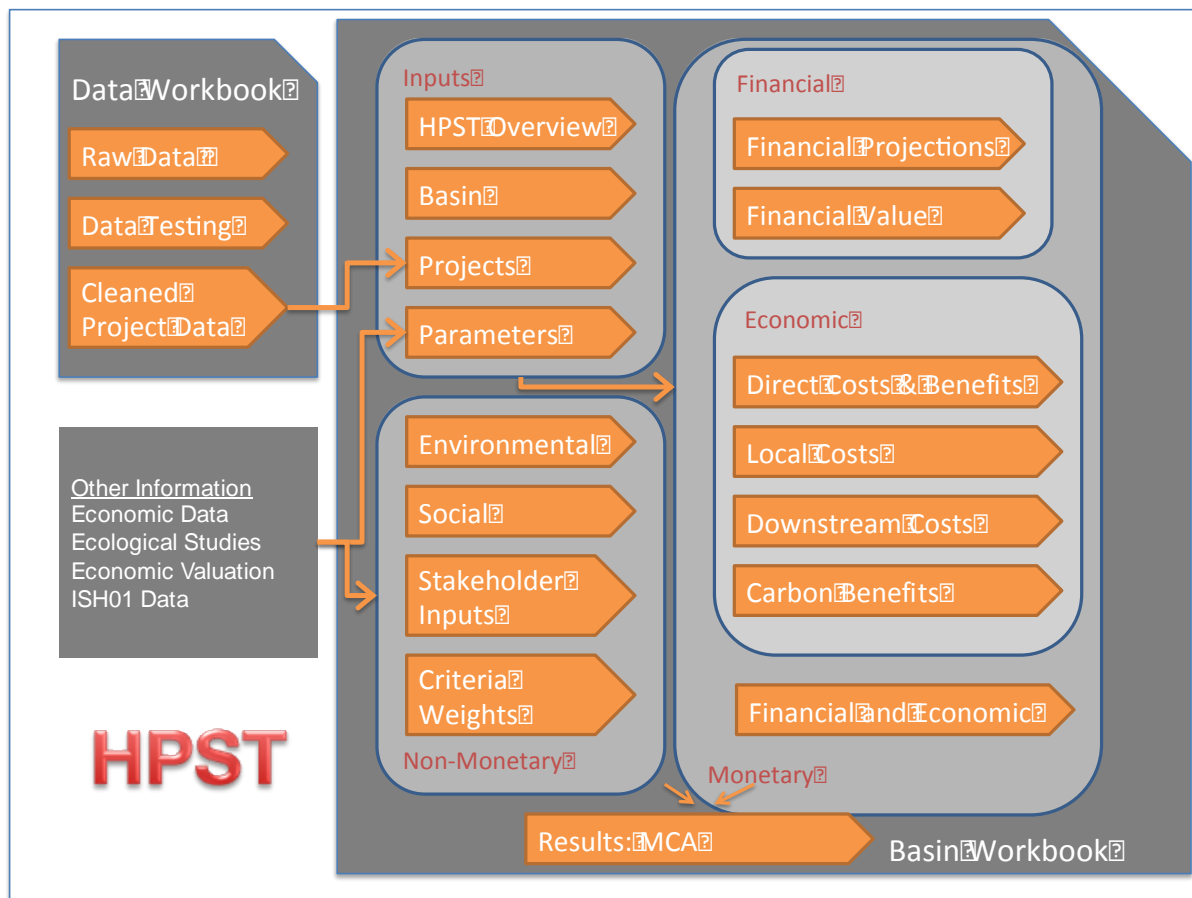 Data Workbook
Raw Data
Data Testing
Cleaned
Project Data
Other Information
Economic Data
Ecological Studies
Economic Valuation
ISH01 Data
HPST
Inputs
HPST Overview
Basin
Projects
Parameters
Environmental
Social
Stakeholder
Inputs
Criteria
Weights
Non-Monetary
Financial
Financial Projections
Financial Value
Economic
Direct Costs & Benefits
Local Costs
Downstream Costs
Carbon Benefits
Financial and Economic
Monetary
Results: MCA
Basin Workbook